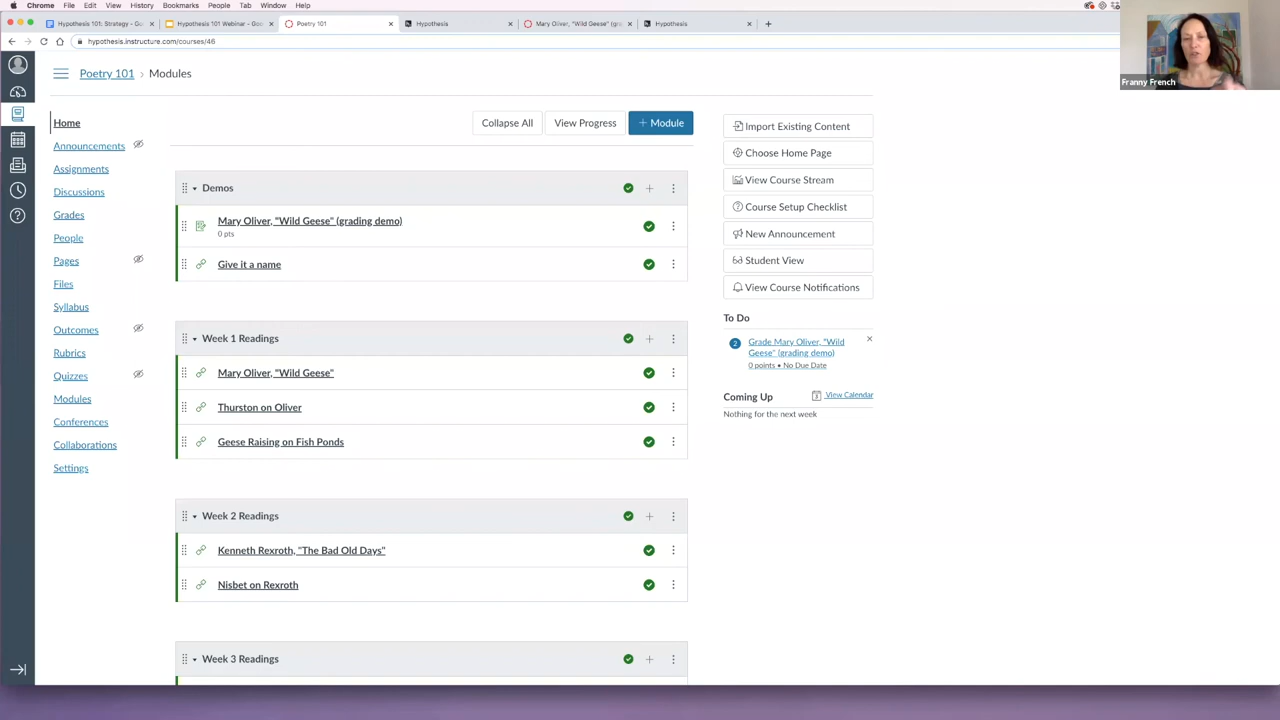 Chrome File Edit View History Bookmarks People Tab Window Help
Hypothesis 101: Strategy - Go
Hypothesis 101 Webinar - Goo
Poetry 101
Hypothesis
Mary Oliver, "Wild Geese" (gra
Hypothesis
hypothesis.instructure.com/courses/46
Franny French
Poetry 101 › Modules
Home
Announcements
Assignments
Discussions
Grades
People
Pages
Files
Syllabus
Outcomes
Rubrics
Quizzes
Modules
Conferences
Collaborations
Settings
Collapse All View Progress + Module
Demos
Mary Oliver, "Wild Geese" (grading demo)
0 pts
Give it a name
Week 1 Readings
Mary Oliver, "Wild Geese"
Thurston on Oliver
Geese Raising on Fish Ponds
Week 2 Readings
Kenneth Rexroth, "The Bad Old Days"
Nisbet on Rexroth
Week 3 Readings
Import Existing Content
Choose Home Page
View Course Stream
Course Setup Checklist
New Announcement
Student View
View Course Notifications
To Do
2
Grade Mary Oliver, "Wild
Geese" (grading demo)
0 points • No Due Date
Coming Up View Calendar
Nothing for the next week